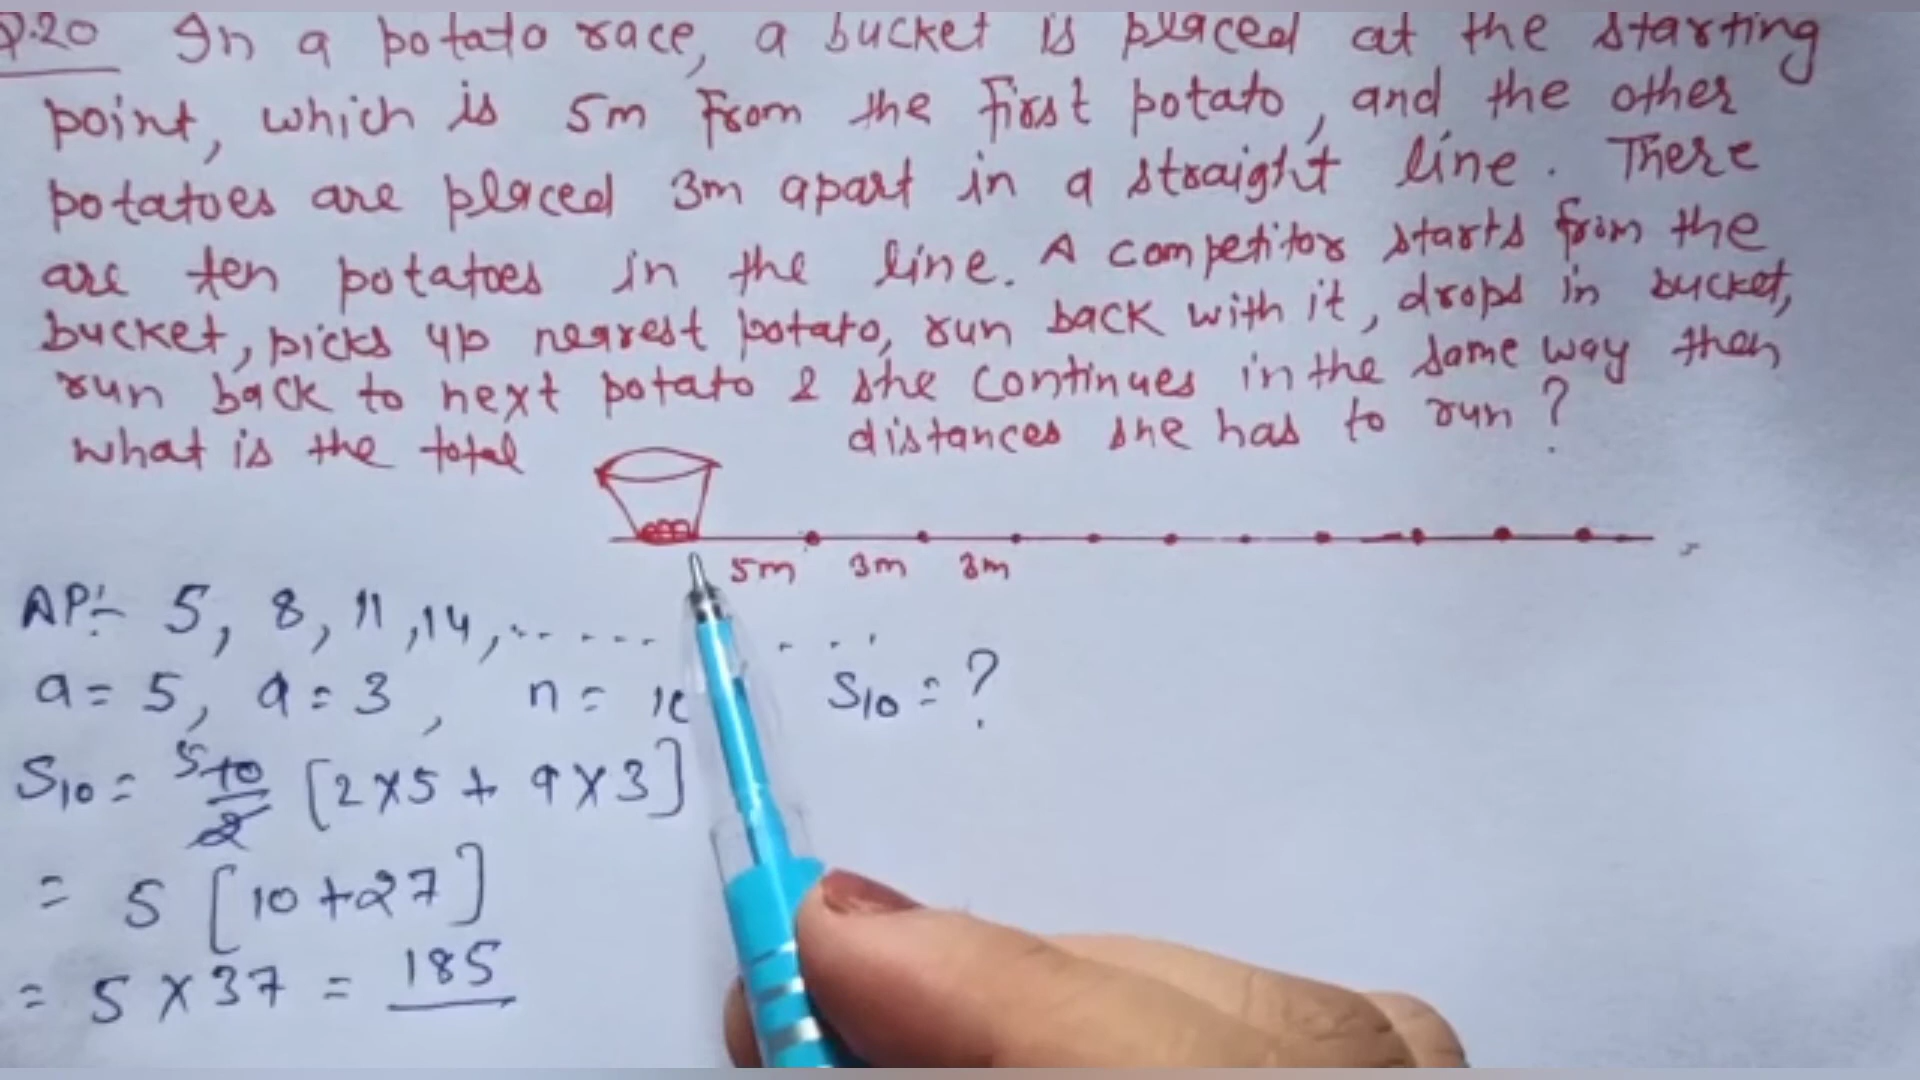 Q.20 In a potato race, a bucket is placed at the starting
point, which is 5m From the first potato, and the other
potatoes are placed 3m apart in a straight line. There
are ten potatoes in the line. A competitor starts from the
bucket, picks up nearest potato, run back with it, drops in bucket,
run back to next potato & she continues in the same way then
what is the total distances she has to run?
5m 3m 3m
AP:- 5, 8, 11, 14, ..........
a = 5, d = 3, n = 10 S10 = ?
S10 = 5 10/2 [2×5 + 9×3]
= 5 [10+27]
= 5 × 37 = 185